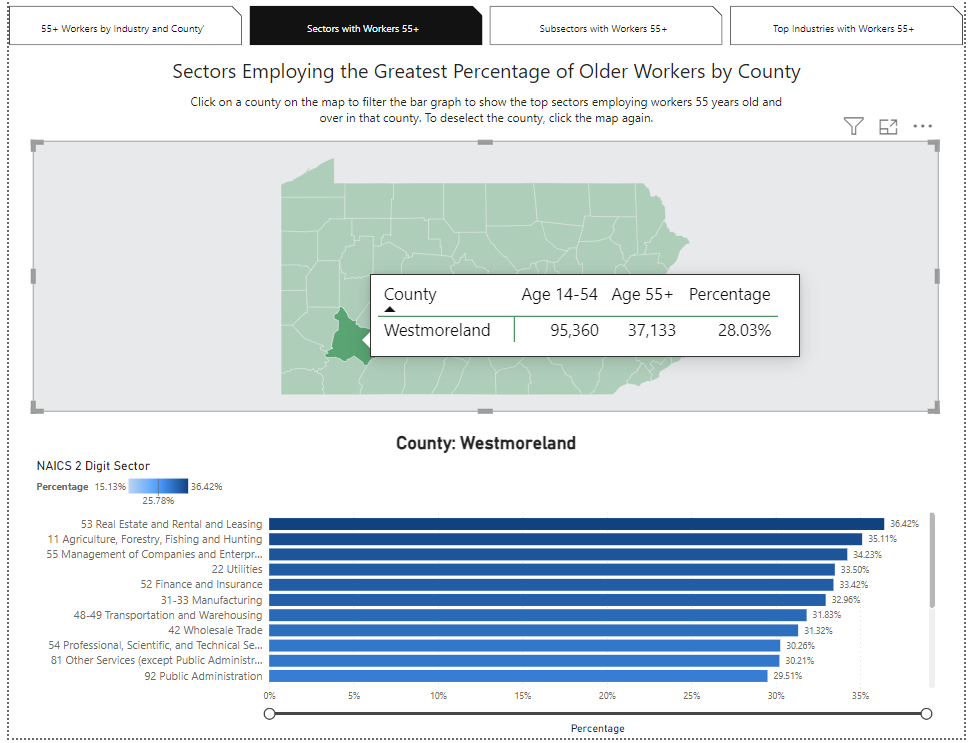 55+ Workers by Industry and County'
Sectors with Workers 55+
Subsectors with Workers 55+
Top Industries with Workers 55+
Sectors Employing the Greatest Percentage of Older Workers by County
Click on a county on the map to filter the bar graph to show the top sectors employing workers 55 years old and
over in that county. To deselect the county, click the map again.
County Age 14-54 Age 55+ Percentage
Westmoreland 95,360 37,133 28.03%
County: Westmoreland
NAICS 2 Digit Sector
Percentage 15.13% 36.42%
25.78%
53 Real Estate and Rental and Leasing 36.42%
11 Agriculture, Forestry, Fishing and Hunting 35.11%
55 Management of Companies and Enterpr... 34.23%
22 Utilities 33.50%
52 Finance and Insurance 33.42%
31-33 Manufacturing 32.96%
48-49 Transportation and Warehousing 31.83%
42 Wholesale Trade 31.32%
54 Professional, Scientific, and Technical Se... 30.26%
81 Other Services (except Public Administr... 30.21%
92 Public Administration 29.51%
0% 5% 10% 15% 20% 25% 30% 35%
Percentage